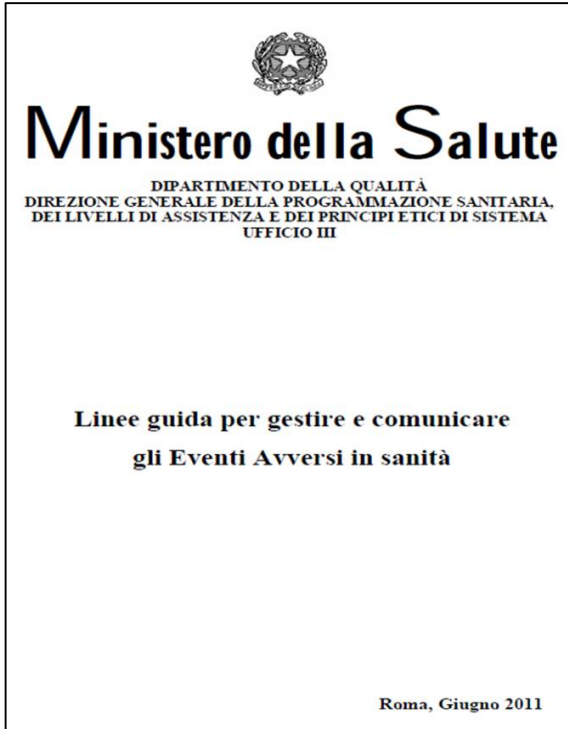 Ministero della Salute
DIPARTIMENTO DELLA QUALITÀ
DIREZIONE GENERALE DELLA PROGRAMMAZIONE SANITARIA,
DEI LIVELLI DI ASSISTENZA E DEI PRINCIPI ETICI DI SISTEMA
UFFICIO III
Linee guida per gestire e comunicare
gli Eventi Avversi in sanità
Roma, Giugno 2011